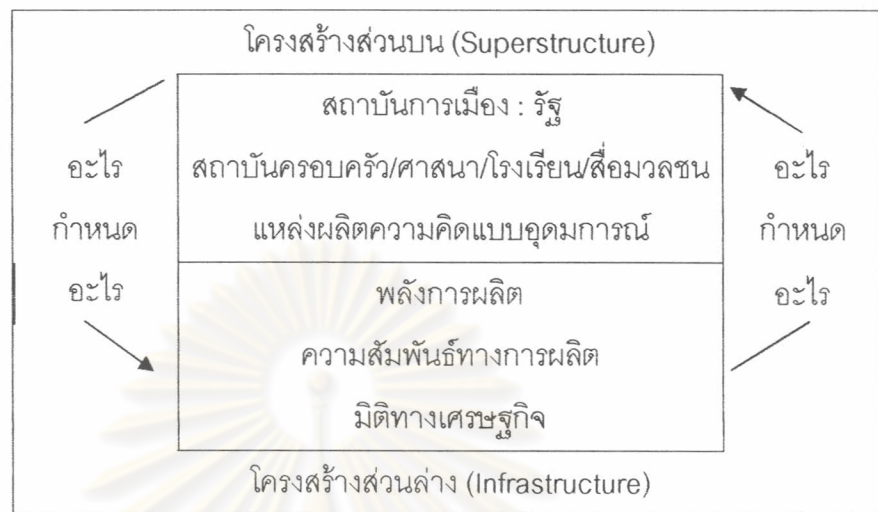 โครงสร้างส่วนบน (Superstructure)
สถาบันการเมือง : รัฐ
สถาบันครอบครัว/ศาสนา/โรงเรียน/สื่อมวลชน
แหล่งผลิตความคิดแบบอุดมการณ์
อะไร
กำหนด
อะไร
อะไร
กำหนด
อะไร
พลังการผลิต
ความสัมพันธ์ทางการผลิต
มิติทางเศรษฐกิจ
โครงสร้างส่วนล่าง (Infrastructure)